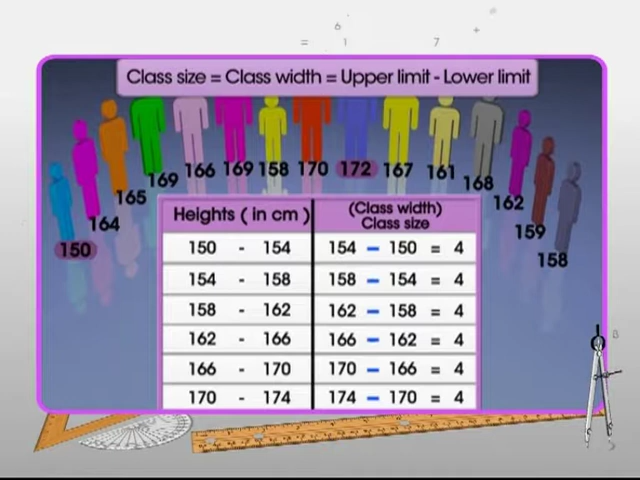 Class size = Class width = Upper limit - Lower limit
150
164
165
169
166
169
158
170
172
167
161
168
162
159
158
Heights ( in cm ) (Class width) Class size
150 - 154 154 – 150 = 4
154 - 158 158 – 154 = 4
158 - 162 162 – 158 = 4
162 - 166 166 – 162 = 4
166 - 170 170 – 166 = 4
170 - 174 174 – 170 = 4